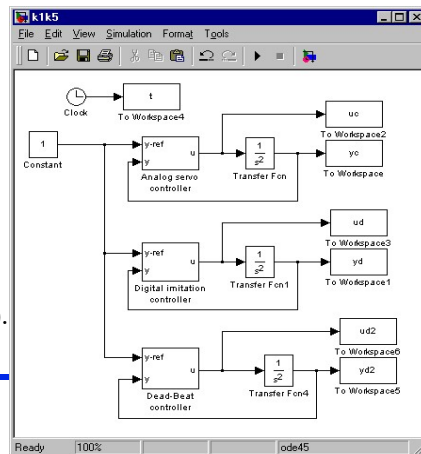 k1k5
File Edit View Simulation Format Tools
t
Clock
To Workspace4
1
Constant
y-ref
y
u
Analog servo
controller
1
s²
Transfer Fcn
uc
To Workspace2
yc
To Workspace
y-ref
y
u
Digital imitation
controller
1
s²
Transfer Fcn1
ud
To Workspace3
yd
To Workspace1
y-ref
y
u
Dead-Beat
controller
1
s²
Transfer Fcn4
ud2
To Workspace6
yd2
To Workspace5
Ready 100% ode45